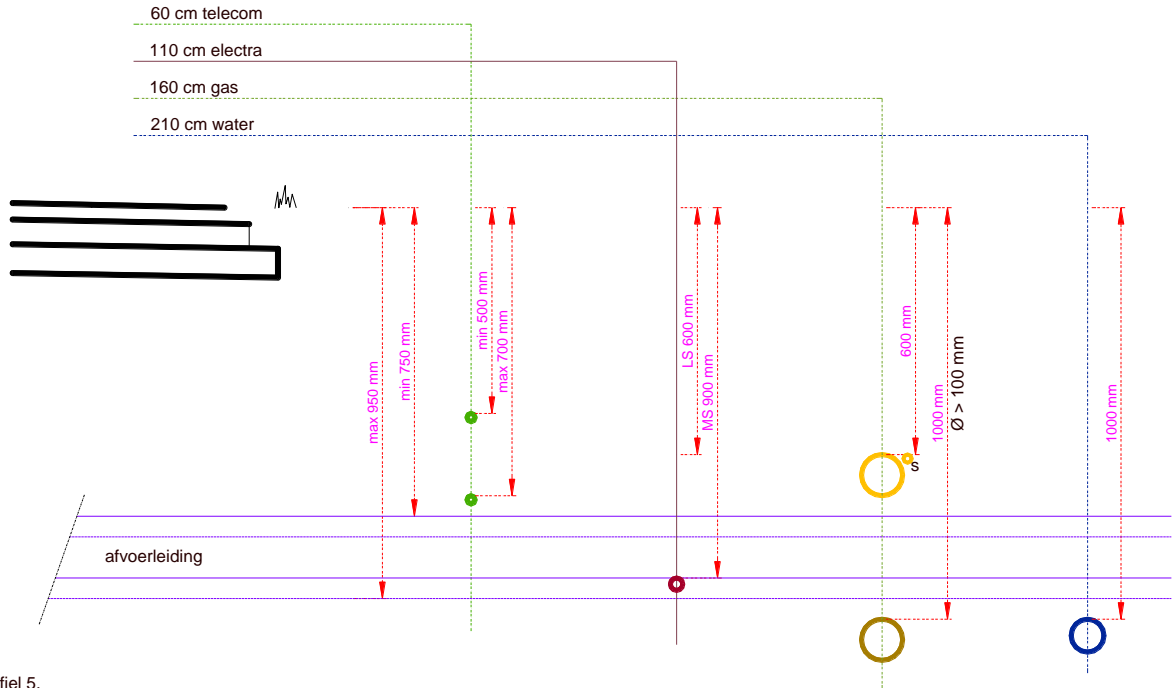 60 cm telecom
110 cm electra
160 cm gas
210 cm water
max 950 mm
min 750 mm
min 500 mm
max 700 mm
LS 600 mm
MS 900 mm
600 mm
1000 mm
Ø > 100 mm
1000 mm
s
afvoerleiding
fiel 5.